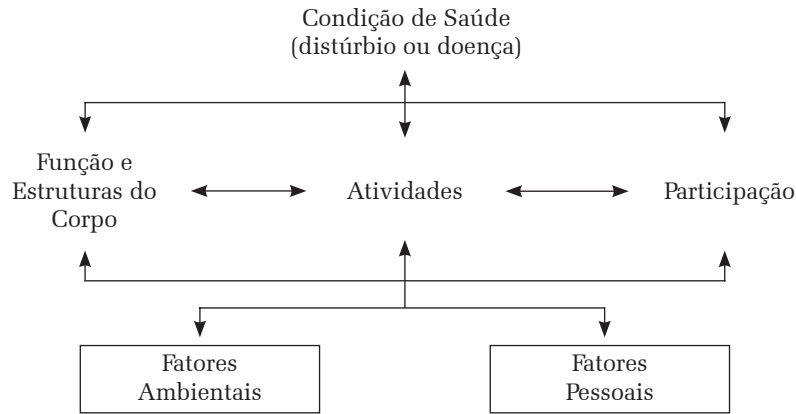 Condição de Saúde
(distúrbio ou doença)
Função e
Estruturas do
Corpo
Atividades
Participação
Fatores
Ambientais
Fatores
Pessoais